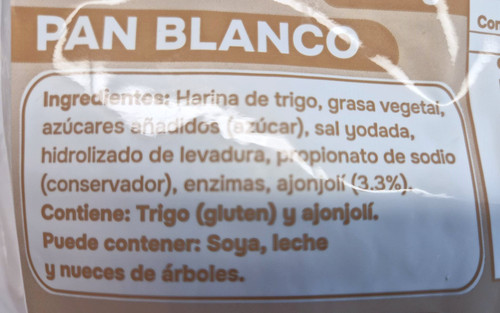 PAN BLANCO
Con
Ingredientes: Harina de trigo, grasa vegetal,
azúcares añadidos (azúcar), sal yodada,
hidrolizado de levadura, propionato de sodio
(conservador), enzimas, ajonjolí (3.3%).
Contiene: Trigo (gluten) y ajonjolí.
Puede contener: Soya, leche
y nueces de árboles.